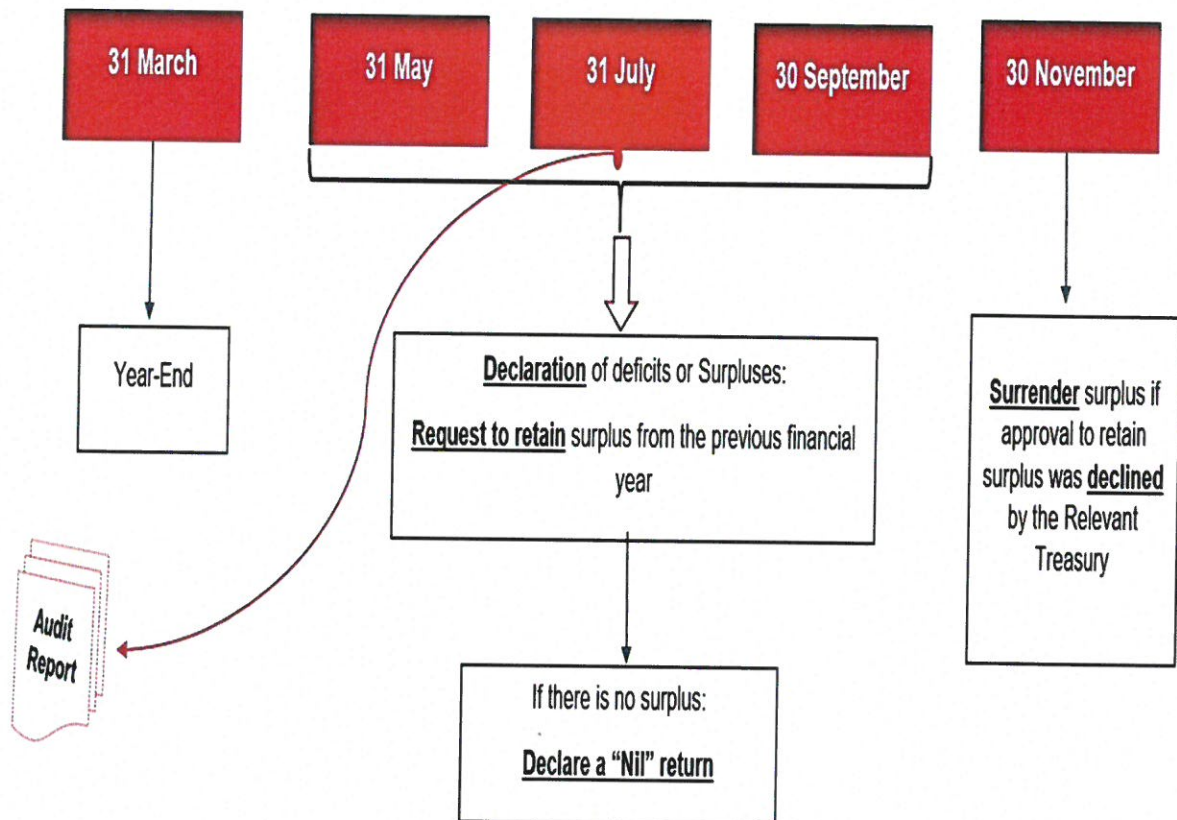 31 March
31 May
31 July
30 September
30 November
Year-End
Declaration of deficits or Surpluses:
Request to retain surplus from the previous financial
year
Surrender surplus if
approval to retain
surplus was declined
by the Relevant
Treasury
Audit
Report
If there is no surplus:
Declare a “Nil” return